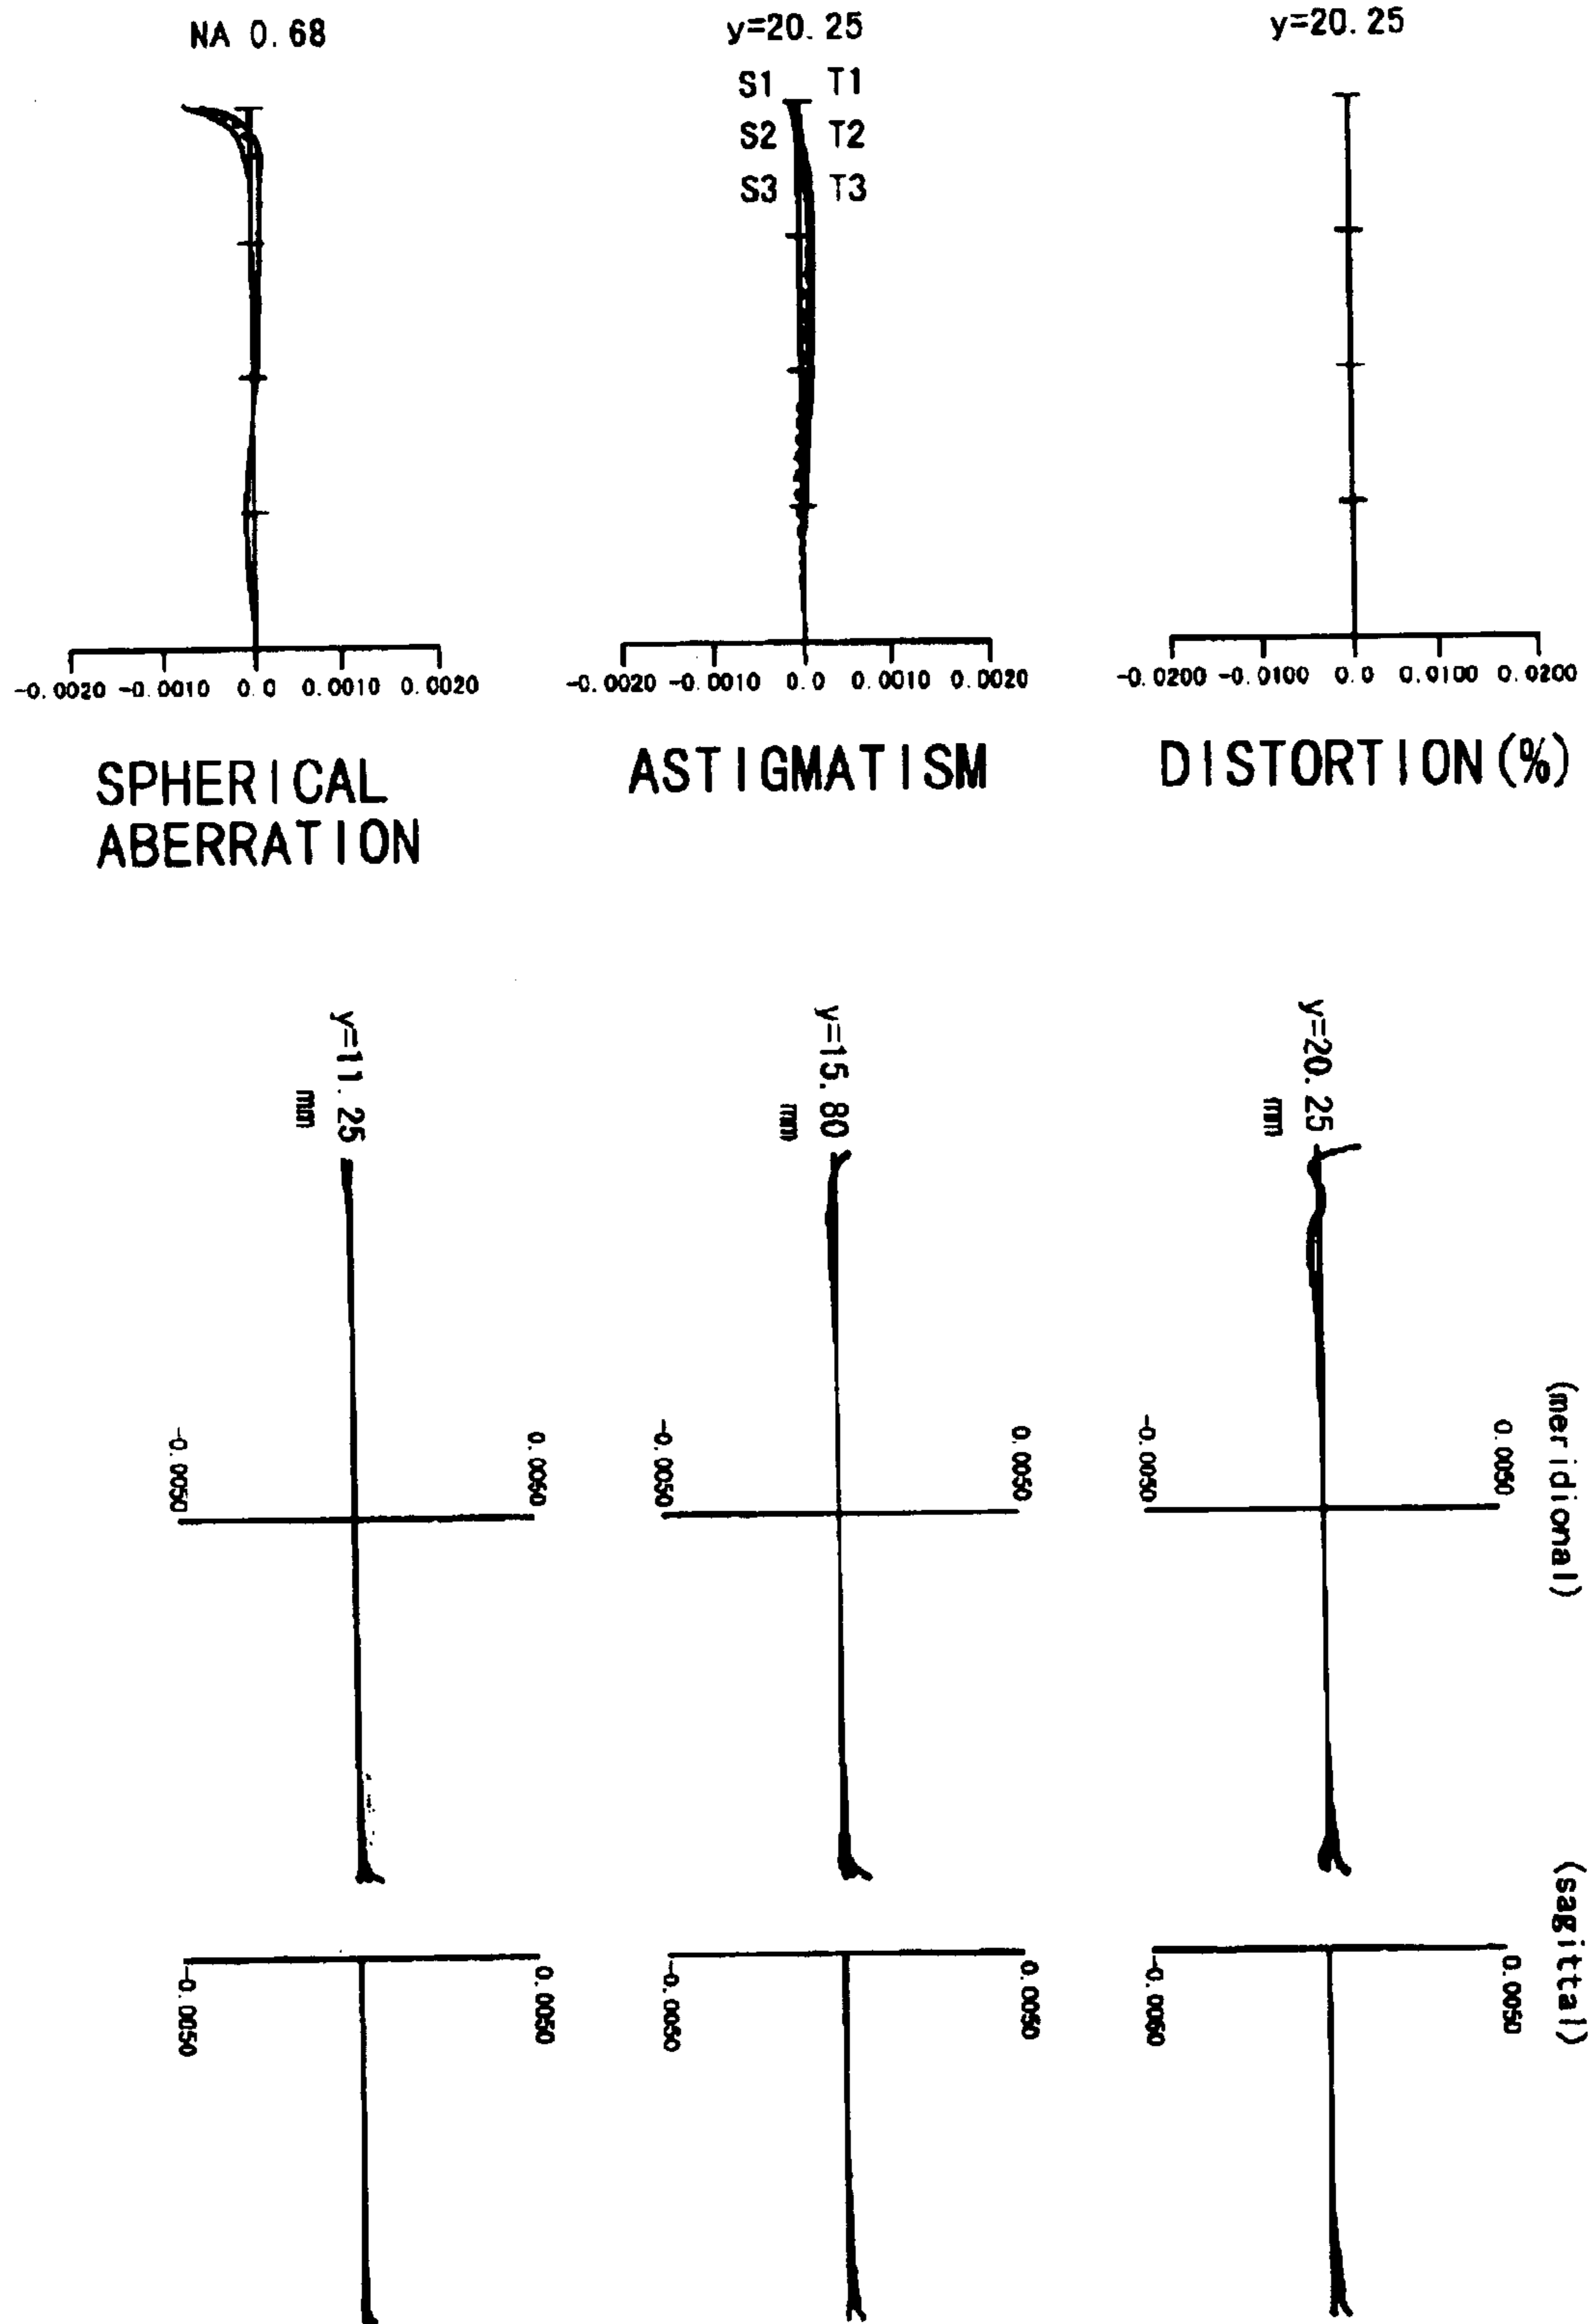 NA 0.68
y=20.25
y=20.25
S1 T1
S2 T2
S3 T3
-0.0020 -0.0010 0.0 0.0010 0.0020
-0.0020 -0.0010 0.0 0.0010 0.0020
-0.0200 -0.0100 0.0 0.0100 0.0200
SPHERICAL
ABERRATION
ASTIGMATISM
DISTORTION(%)
y=11.25
mm
y=15.80
mm
y=20.25
mm
-0.0050
0.0050
-0.0050
0.0050
-0.0050
0.0050
(meridional)
-0.0050
0.0050
-0.0050
0.0050
-0.0050
0.0050
(sagittal)